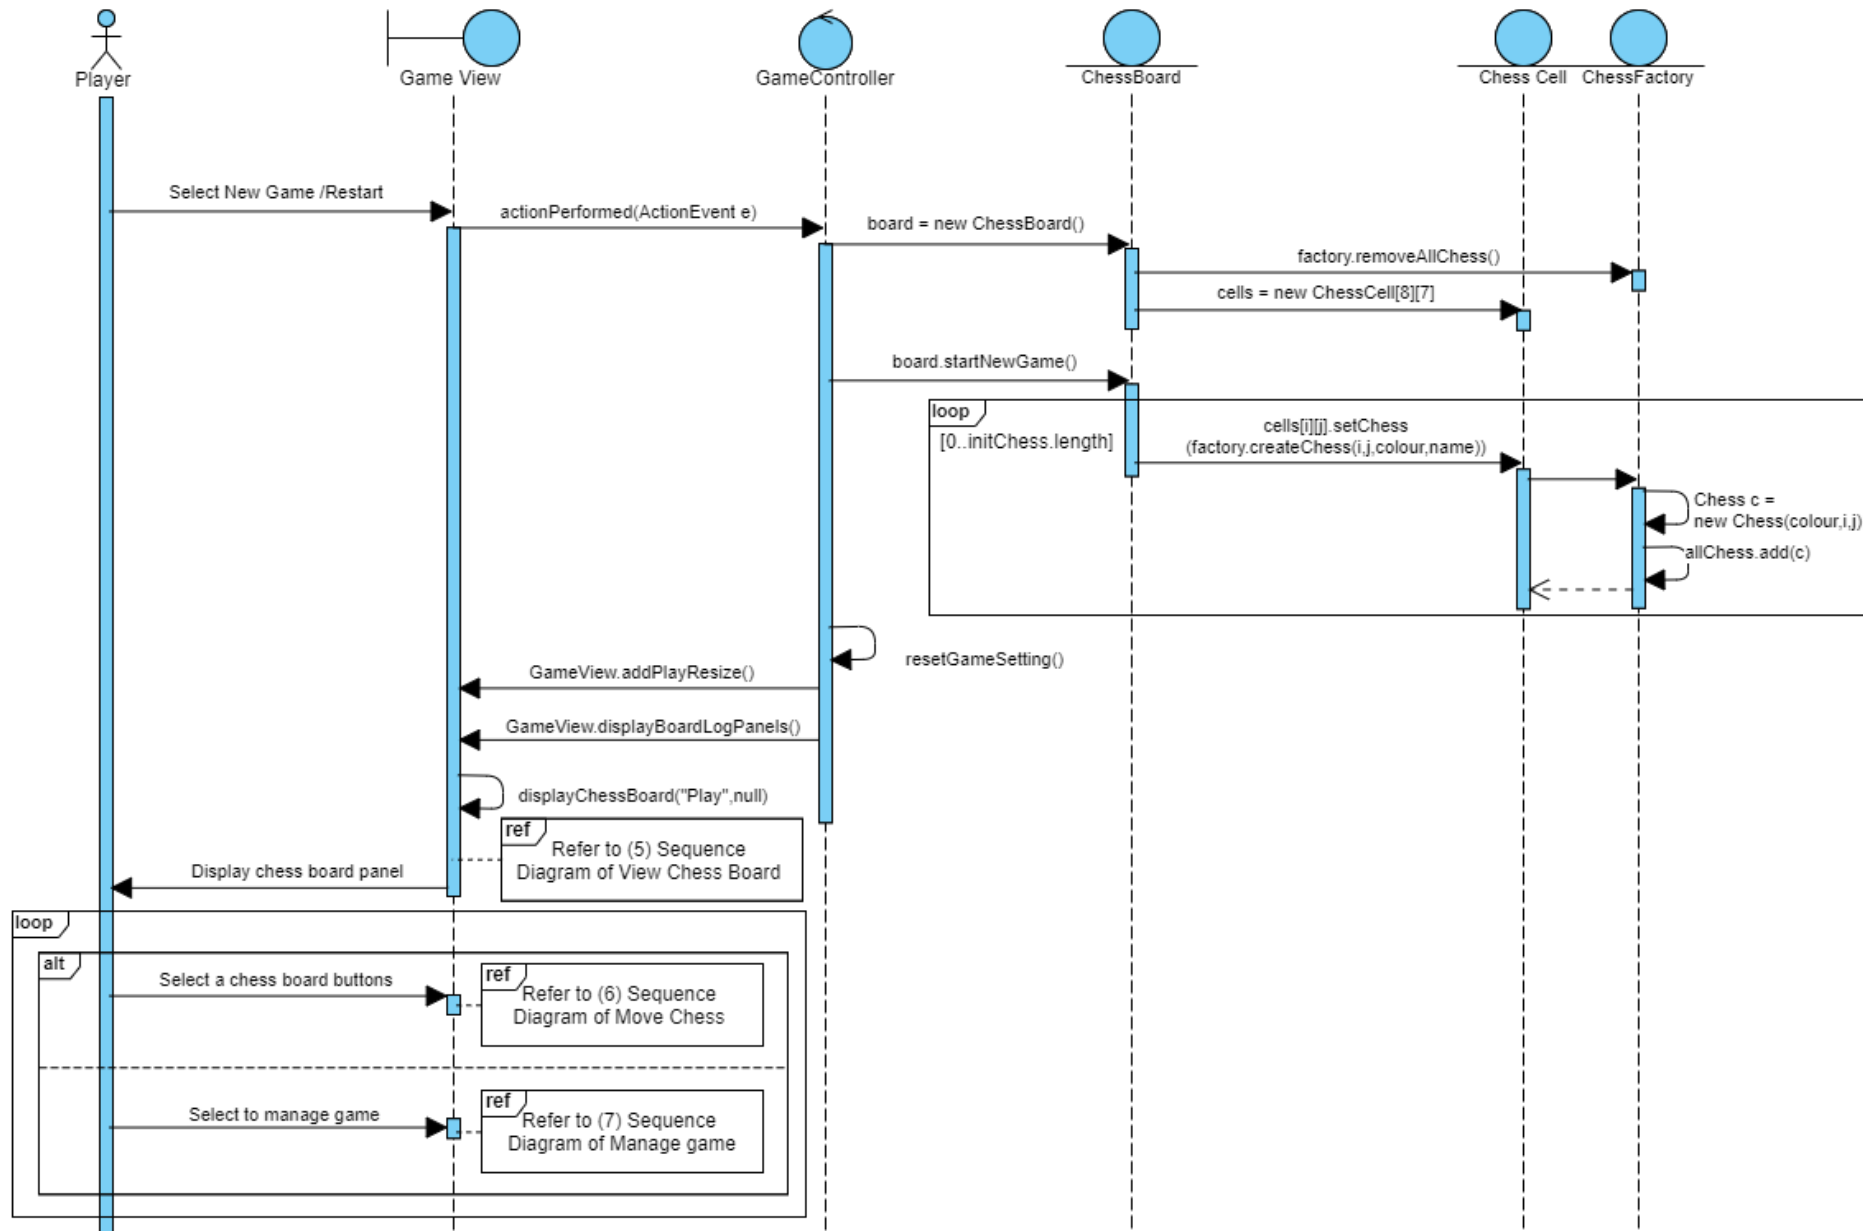 Player
Game View
GameController
ChessBoard
Chess Cell
ChessFactory
Select New Game /Restart
actionPerformed(ActionEvent e)
board = new ChessBoard()
factory.removeAllChess()
cells = new ChessCell[8][7]
board.startNewGame()
loop
[0..initChess.length]
cells[i][j].setChess
(factory.createChess(i,j,colour,name))
Chess c =
new Chess(colour,i,j)
allChess.add(c)
resetGameSetting()
GameView.addPlayResize()
GameView.displayBoardLogPanels()
displayChessBoard("Play",null)
ref
Refer to (5) Sequence
Diagram of View Chess Board
Display chess board panel
loop
alt
Select a chess board buttons
ref
Refer to (6) Sequence
Diagram of Move Chess
Select to manage game
ref
Refer to (7) Sequence
Diagram of Manage game